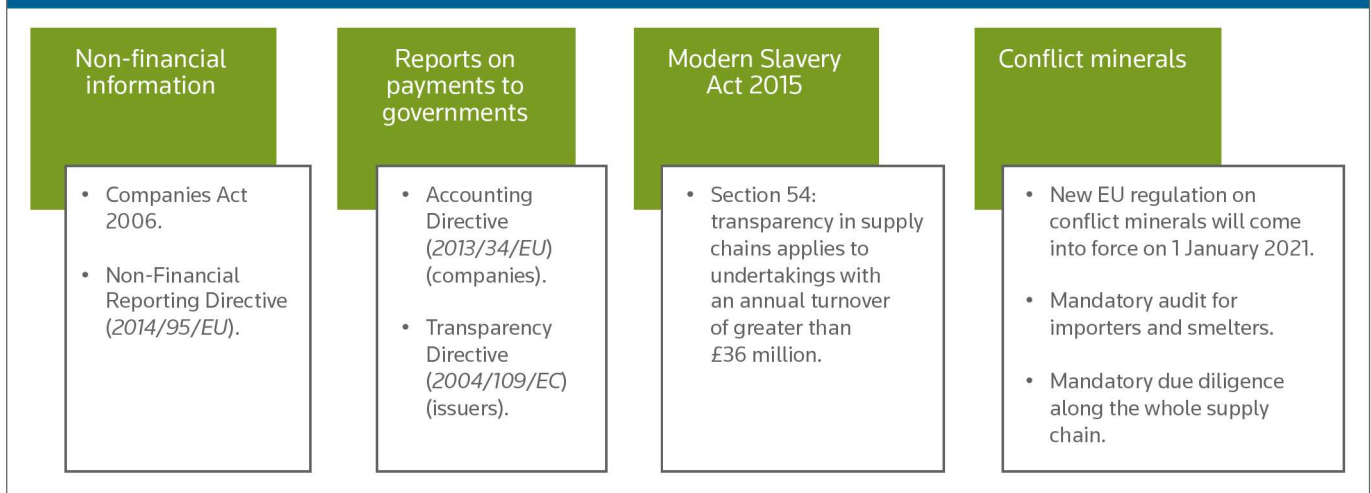 Non-financial
information
• Companies Act
2006.
• Non-Financial
Reporting Directive
(2014/95/EU).
Reports on
payments to
governments
• Accounting
Directive
(2013/34/EU)
(companies).
• Transparency
Directive
(2004/109/EC)
(issuers).
Modern Slavery
Act 2015
• Section 54:
transparency in supply
chains applies to
undertakings with
an annual turnover
of greater than
£36 million.
Conflict minerals
• New EU regulation on
conflict minerals will come
into force on 1 January 2021.
• Mandatory audit for
importers and smelters.
• Mandatory due diligence
along the whole supply
chain.